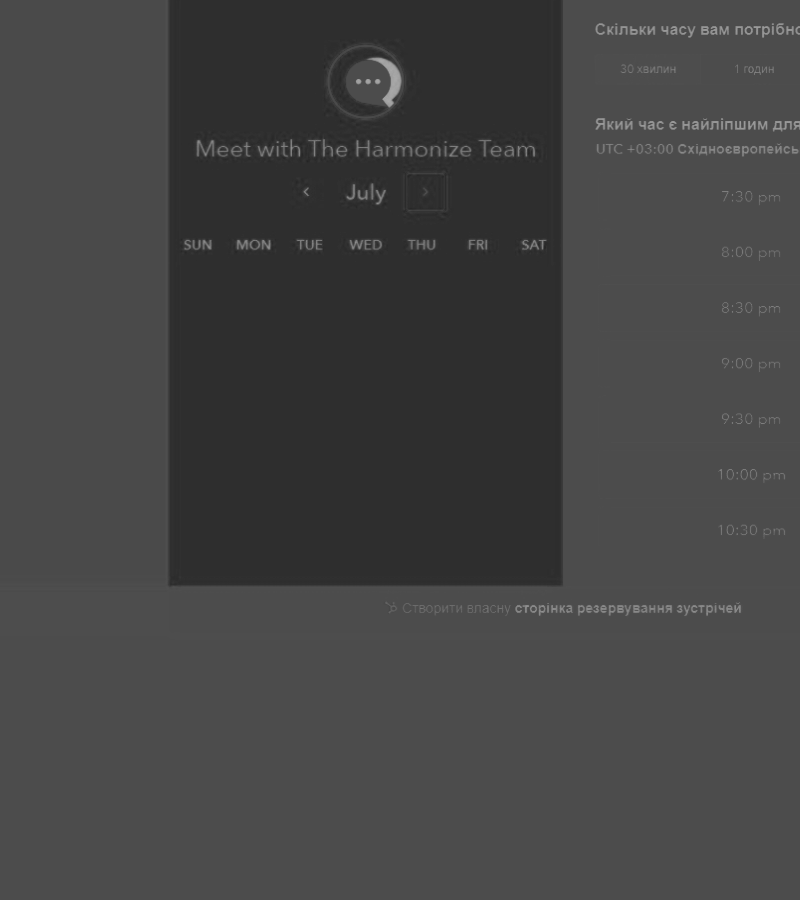 Meet with The Harmonize Team
July
SUN MON TUE WED THU FRI SAT
Скільки часу вам потрібно
30 хвилин 1 годин
Який час є найліпшим для
UTC +03:00 Східноєвропейсь
7:30 pm
8:00 pm
8:30 pm
9:00 pm
9:30 pm
10:00 pm
10:30 pm
Створити власну сторінка резервування зустрічей